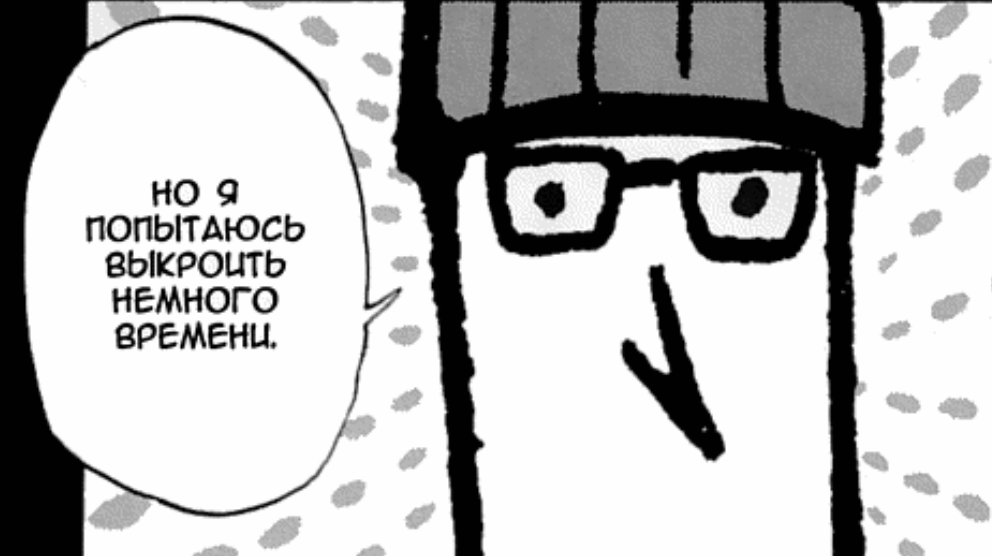 НО Я
ПОПЫТАЮСЬ
ВЫКРОИТЬ
НЕМНОГО
ВРЕМЕНИ.